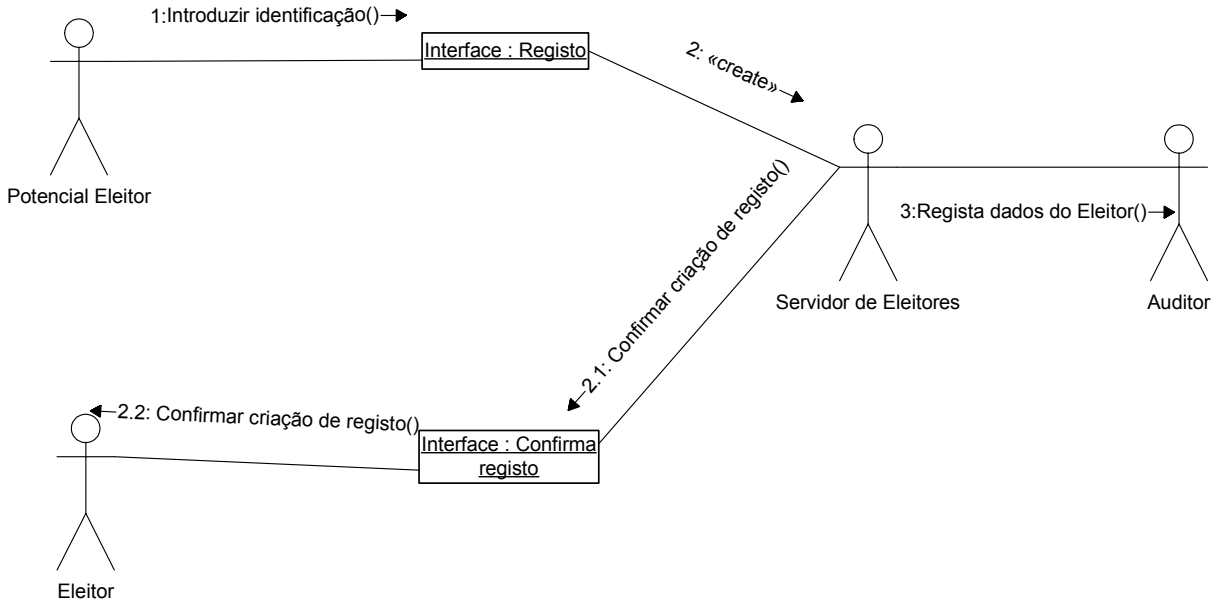 1:Introduzir identificação()
Interface : Registo
2: «create»
Potencial Eleitor
3:Regista dados do Eleitor()
Servidor de Eleitores
Auditor
2.1: Confirmar criação de registo()
2.2: Confirmar criação de registo()
Interface : Confirma
registo
Eleitor